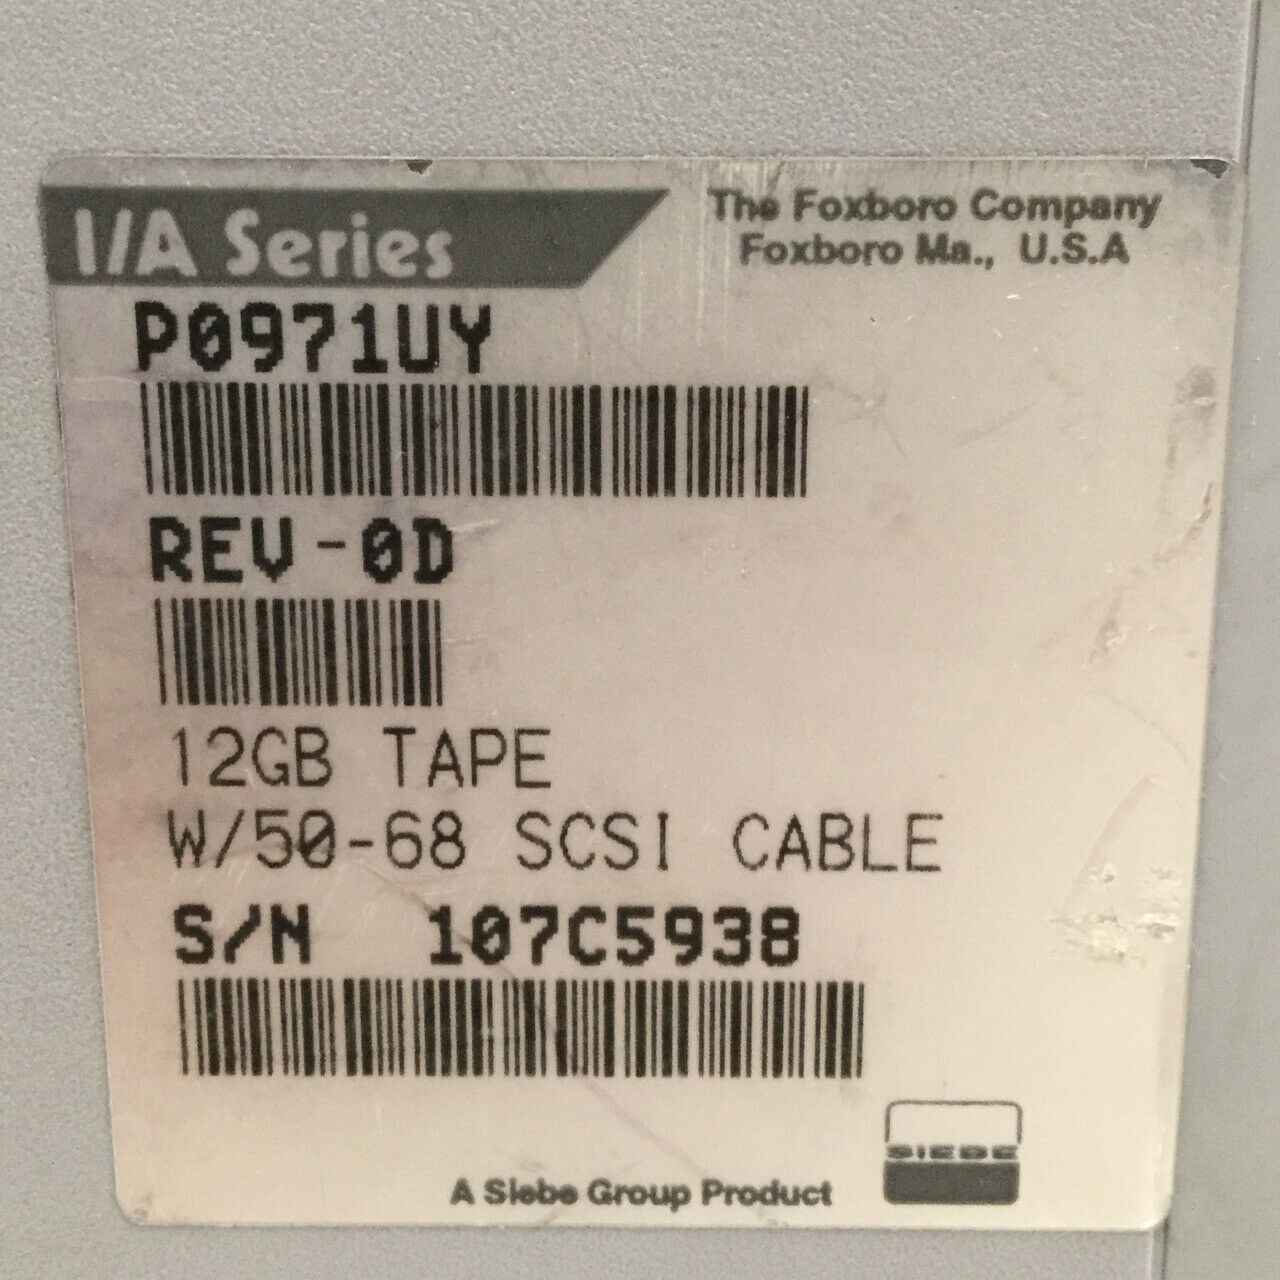 I/A Series
The Foxboro Company
Foxboro Ma., U.S.A
P0971UY
REV-0D
12GB TAPE
W/50-68 SCSI CABLE
S/N 107C5938
SIEBE
A Siebe Group Product